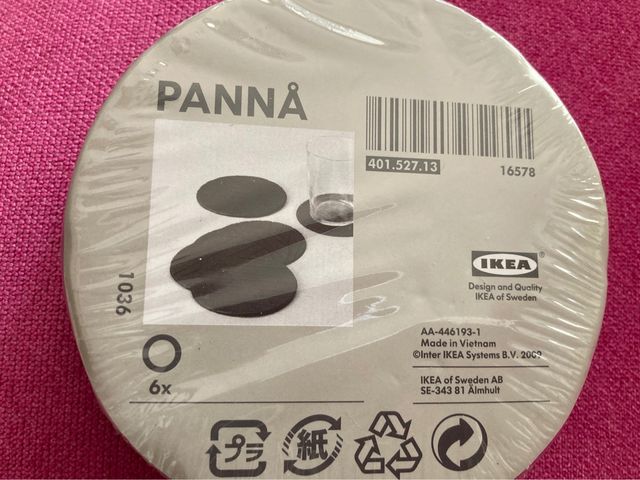 PANNÅ
401.527.13
16578
1036
6x
IKEA®
Design and Quality
IKEA of Sweden
AA-446193-1
Made in Vietnam
©Inter IKEA Systems B.V. 2009
IKEA of Sweden AB
SE-343 81 Älmhult
プラ
紙